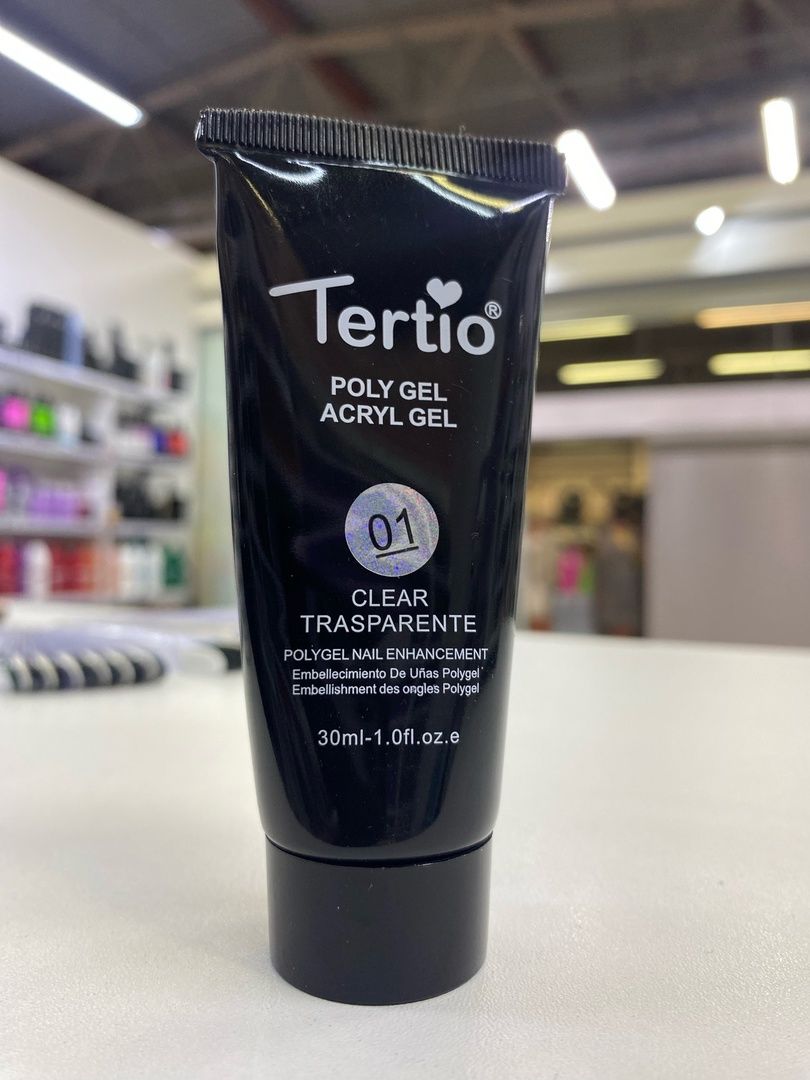 Tertio®
POLY GEL
ACRYL GEL
01
CLEAR
TRASPARENTE
POLYGEL NAIL ENHANCEMENT
Embellecimiento De Uñas Polygel
Embellishment des ongles Polygel
30ml-1.0fl.oz.e